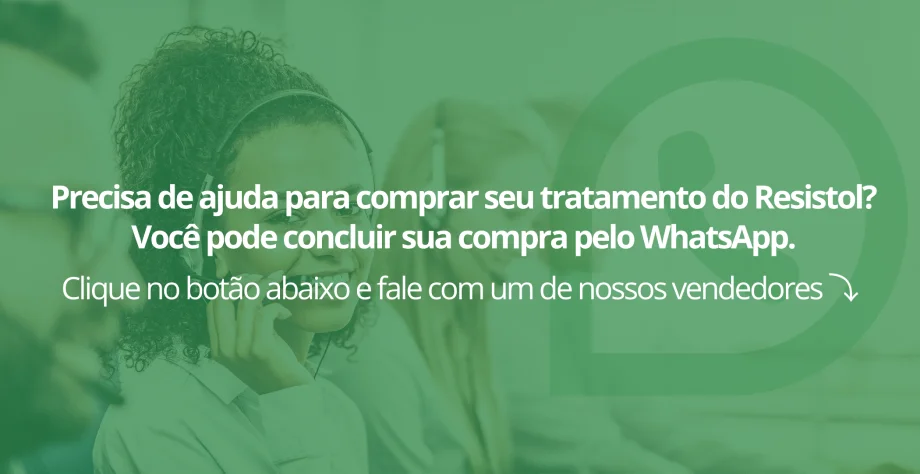 Precisa de ajuda para comprar seu tratamento do Resistol?
Você pode concluir sua compra pelo WhatsApp.
Clique no botão abaixo e fale com um de nossos vendedores